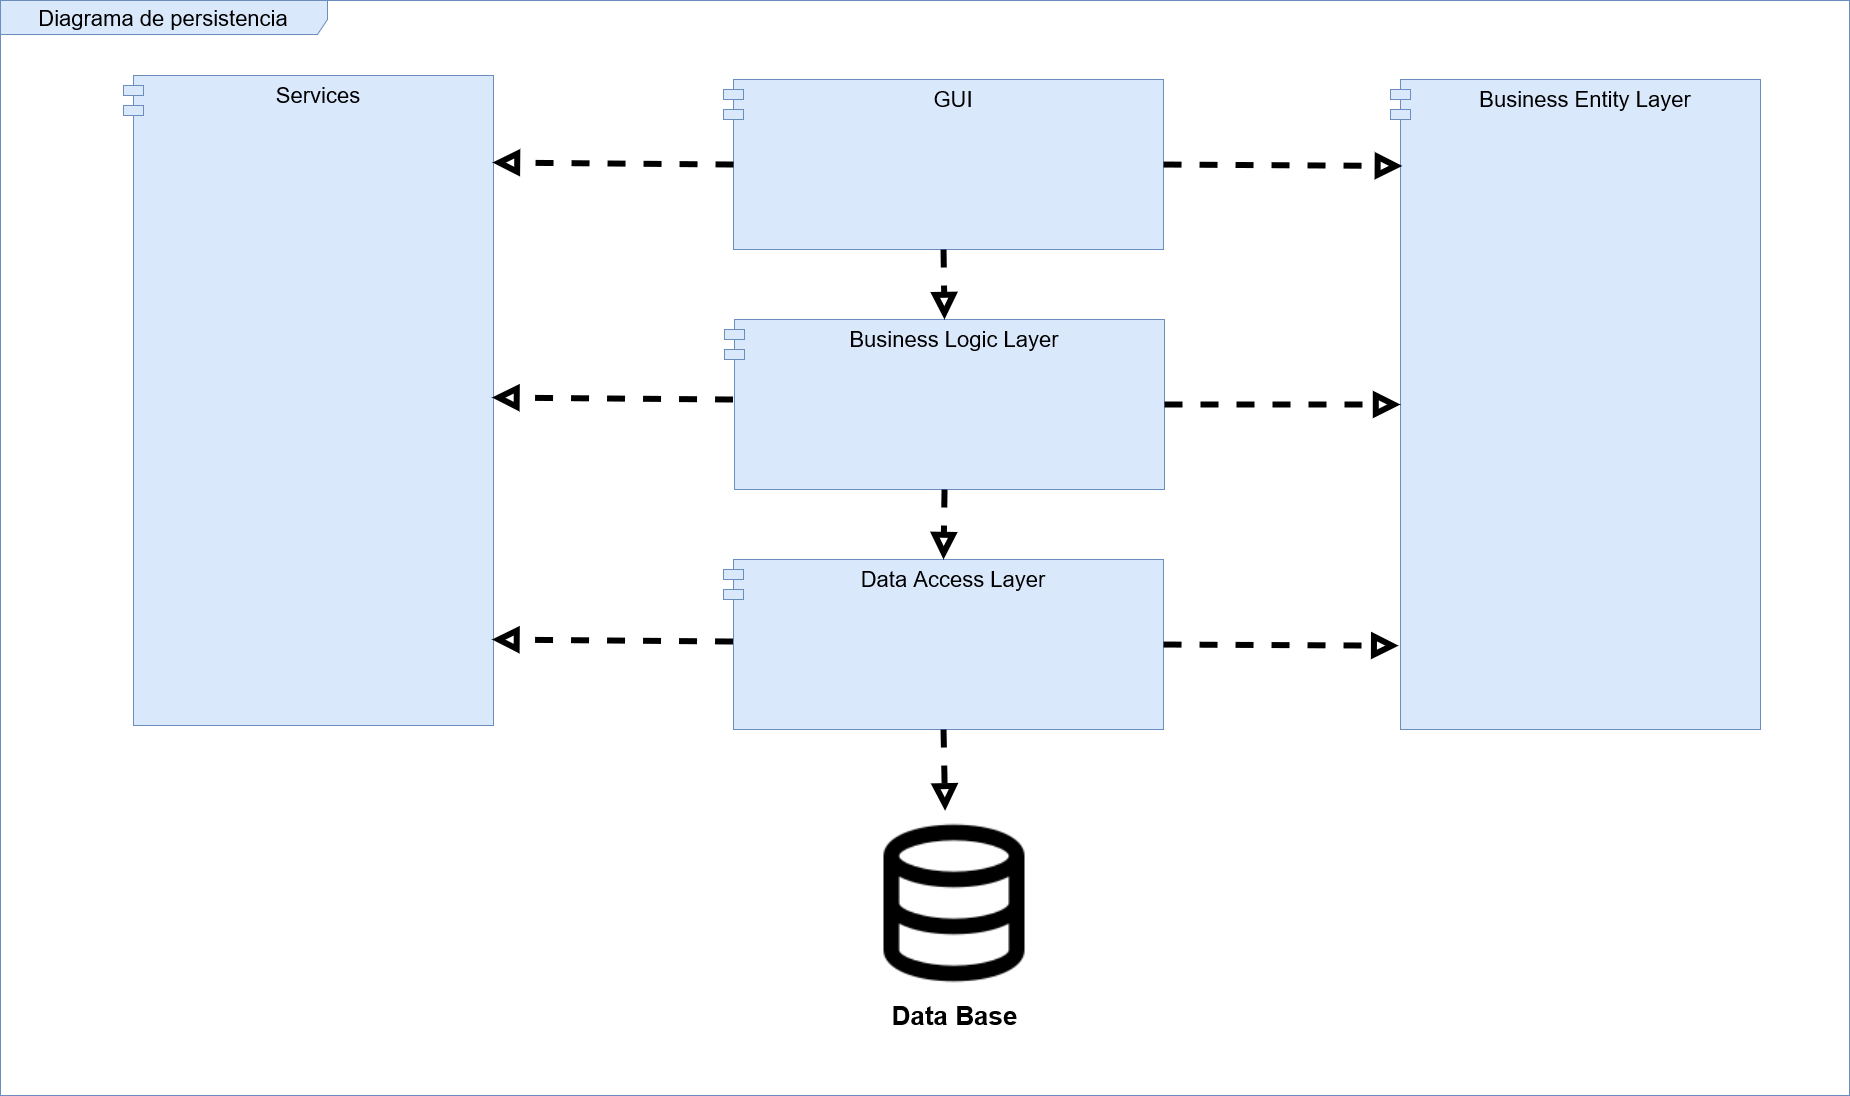 Diagrama de persistencia
Services
GUI
Business Entity Layer
Business Logic Layer
Data Access Layer
Data Base